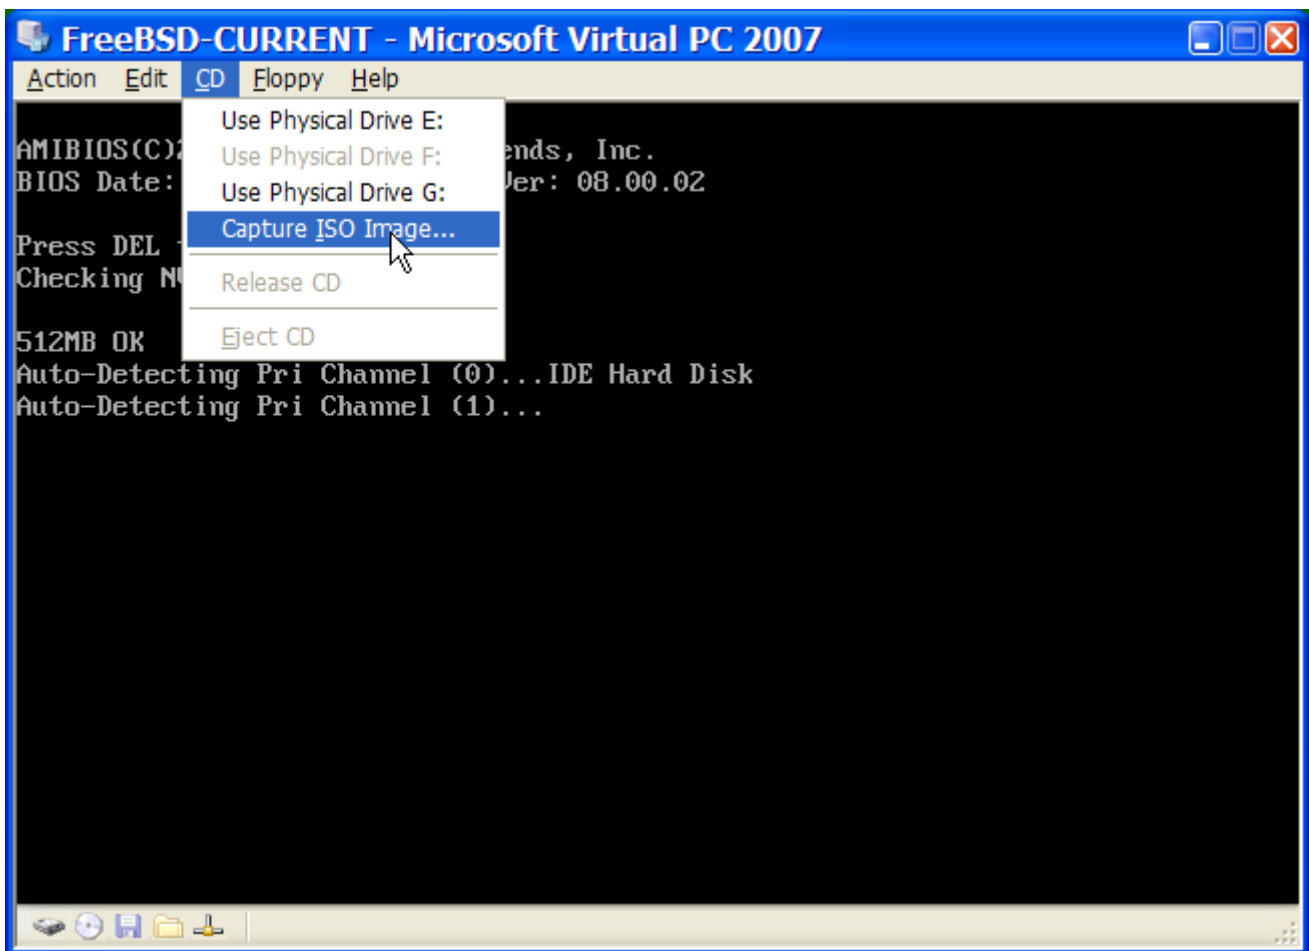 FreeBSD-CURRENT - Microsoft Virtual PC 2007
Action Edit CD Floppy Help
Use Physical Drive E:
Use Physical Drive F:
Use Physical Drive G:
Capture ISO Image...
Release CD
Eject CD
AMIBIOS(C)2 ends, Inc.
BIOS Date: Ver: 08.00.02
Press DEL
Checking NV
512MB OK
Auto-Detecting Pri Channel (0)...IDE Hard Disk
Auto-Detecting Pri Channel (1)...